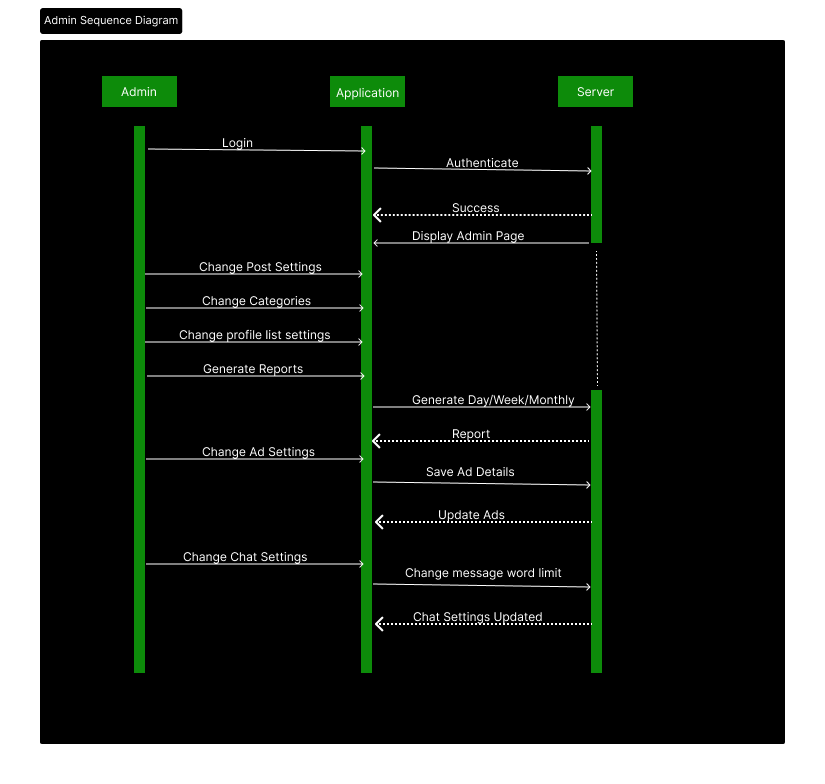 Admin Sequence Diagram
Admin
Application
Server
Login
Authenticate
Success
Display Admin Page
Change Post Settings
Change Categories
Change profile list settings
Generate Reports
Generate Day/Week/Monthly
Report
Change Ad Settings
Save Ad Details
Update Ads
Change Chat Settings
Change message word limit
Chat Settings Updated